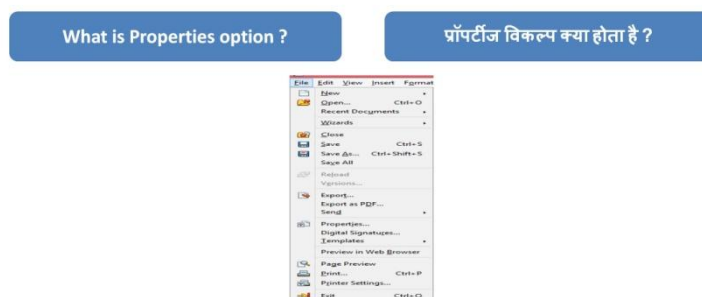 What is Properties option ?
प्रॉपर्टीज विकल्प क्या होता है ?
File Edit View Insert Format
New
Open... Ctrl+O
Recent Documents
Wizards
Close
Save Ctrl+S
Save As... Ctrl+Shift+S
Save All
Reload
Versions...
Export...
Export as PDF...
Send
Properties...
Digital Signatures...
Templates
Preview in Web Browser
Page Preview
Print... Ctrl+P
Printer Settings...
Exit Ctrl+Q